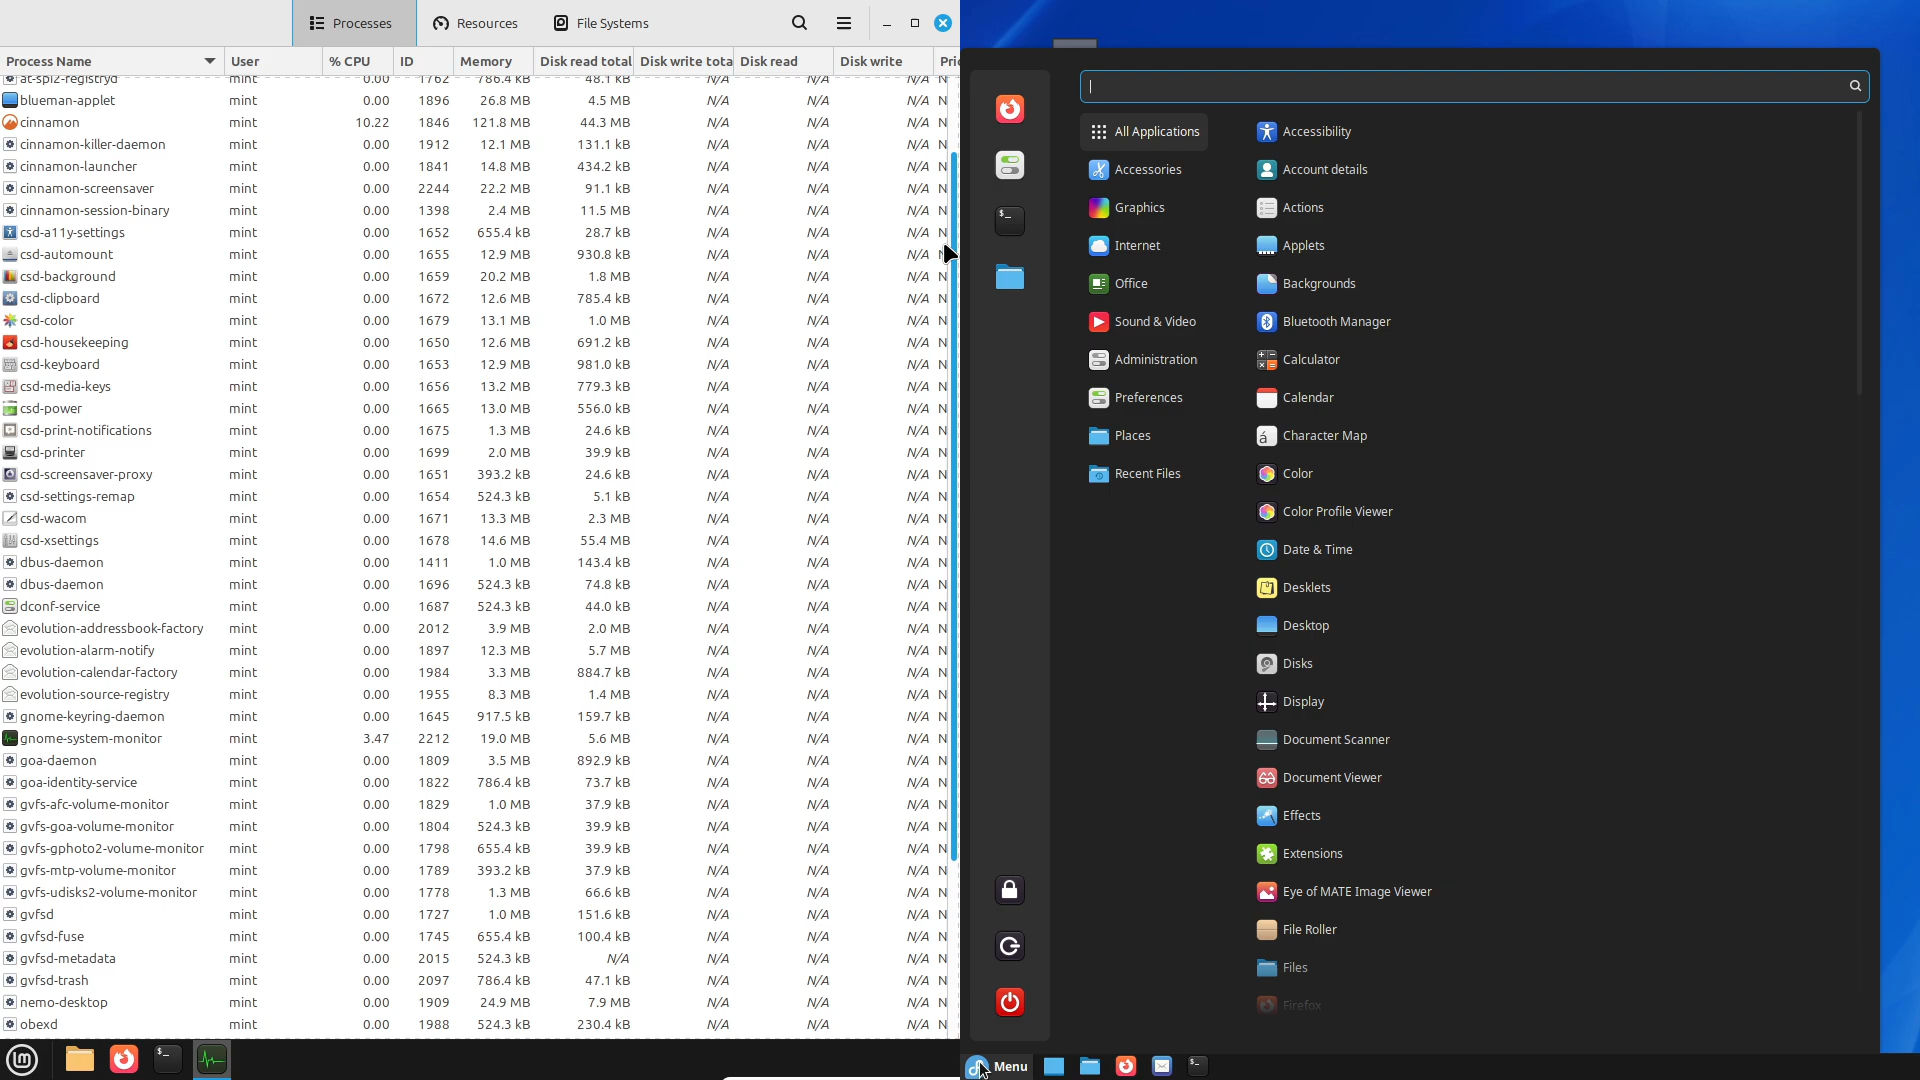 Processes Resources File Systems
Process Name User % CPU ID Memory Disk read total Disk write tota Disk read Disk write Pric
at-spi2-registryd mint 0.00 1762 786.4 kB 48.1 kB N/A N/A N/A N
blueman-applet mint 0.00 1896 26.8 MB 4.5 MB N/A N/A N/A N
cinnamon mint 10.22 1846 121.8 MB 44.3 MB N/A N/A N/A N
cinnamon-killer-daemon mint 0.00 1912 12.1 MB 131.1 kB N/A N/A N/A N
cinnamon-launcher mint 0.00 1841 14.8 MB 434.2 kB N/A N/A N/A N
cinnamon-screensaver mint 0.00 2244 22.2 MB 91.1 kB N/A N/A N/A N
cinnamon-session-binary mint 0.00 1398 2.4 MB 11.5 MB N/A N/A N/A N
csd-a11y-settings mint 0.00 1652 655.4 kB 28.7 kB N/A N/A N/A N
csd-automount mint 0.00 1655 12.9 MB 930.8 kB N/A N/A N/A N
csd-background mint 0.00 1659 20.2 MB 1.8 MB N/A N/A N/A N
csd-clipboard mint 0.00 1672 12.6 MB 785.4 kB N/A N/A N/A N
csd-color mint 0.00 1679 13.1 MB 1.0 MB N/A N/A N/A N
csd-housekeeping mint 0.00 1650 12.6 MB 691.2 kB N/A N/A N/A N
csd-keyboard mint 0.00 1653 12.9 MB 981.0 kB N/A N/A N/A N
csd-media-keys mint 0.00 1656 13.2 MB 779.3 kB N/A N/A N/A N
csd-power mint 0.00 1665 13.0 MB 556.0 kB N/A N/A N/A N
csd-print-notifications mint 0.00 1675 1.3 MB 24.6 kB N/A N/A N/A N
csd-printer mint 0.00 1699 2.0 MB 39.9 kB N/A N/A N/A N
csd-screensaver-proxy mint 0.00 1651 393.2 kB 24.6 kB N/A N/A N/A N
csd-settings-remap mint 0.00 1654 524.3 kB 5.1 kB N/A N/A N/A N
csd-wacom mint 0.00 1671 13.3 MB 2.3 MB N/A N/A N/A N
csd-xsettings mint 0.00 1678 14.6 MB 55.4 MB N/A N/A N/A N
dbus-daemon mint 0.00 1411 1.0 MB 143.4 kB N/A N/A N/A N
dbus-daemon mint 0.00 1696 524.3 kB 74.8 kB N/A N/A N/A N
dconf-service mint 0.00 1687 524.3 kB 44.0 kB N/A N/A N/A N
evolution-addressbook-factory mint 0.00 2012 3.9 MB 2.0 MB N/A N/A N/A N
evolution-alarm-notify mint 0.00 1897 12.3 MB 5.7 MB N/A N/A N/A N
evolution-calendar-factory mint 0.00 1984 3.3 MB 884.7 kB N/A N/A N/A N
evolution-source-registry mint 0.00 1955 8.3 MB 1.4 MB N/A N/A N/A N
gnome-keyring-daemon mint 0.00 1645 917.5 kB 159.7 kB N/A N/A N/A N
gnome-system-monitor mint 3.47 2212 19.0 MB 5.6 MB N/A N/A N/A N
goa-daemon mint 0.00 1809 3.5 MB 892.9 kB N/A N/A N/A N
goa-identity-service mint 0.00 1822 786.4 kB 73.7 kB N/A N/A N/A N
gvfs-afc-volume-monitor mint 0.00 1829 1.0 MB 37.9 kB N/A N/A N/A N
gvfs-goa-volume-monitor mint 0.00 1804 524.3 kB 39.9 kB N/A N/A N/A N
gvfs-gphoto2-volume-monitor mint 0.00 1798 655.4 kB 39.9 kB N/A N/A N/A N
gvfs-mtp-volume-monitor mint 0.00 1789 393.2 kB 37.9 kB N/A N/A N/A N
gvfs-udisks2-volume-monitor mint 0.00 1778 1.3 MB 66.6 kB N/A N/A N/A N
gvfsd mint 0.00 1727 1.0 MB 151.6 kB N/A N/A N/A N
gvfsd-fuse mint 0.00 1745 655.4 kB 100.4 kB N/A N/A N/A N
gvfsd-metadata mint 0.00 2015 524.3 kB N/A N/A N/A N/A N
gvfsd-trash mint 0.00 2097 786.4 kB 47.1 kB N/A N/A N/A N
nemo-desktop mint 0.00 1909 24.9 MB 7.9 MB N/A N/A N/A N
obexd mint 0.00 1988 524.3 kB 230.4 kB N/A N/A N/A N
All Applications
Accessories
Graphics
Internet
Office
Sound & Video
Administration
Preferences
Places
Recent Files
Accessibility
Account details
Actions
Applets
Backgrounds
Bluetooth Manager
Calculator
Calendar
Character Map
Color
Color Profile Viewer
Date & Time
Desklets
Desktop
Disks
Display
Document Scanner
Document Viewer
Effects
Extensions
Eye of MATE Image Viewer
File Roller
Files
Firefox
Menu